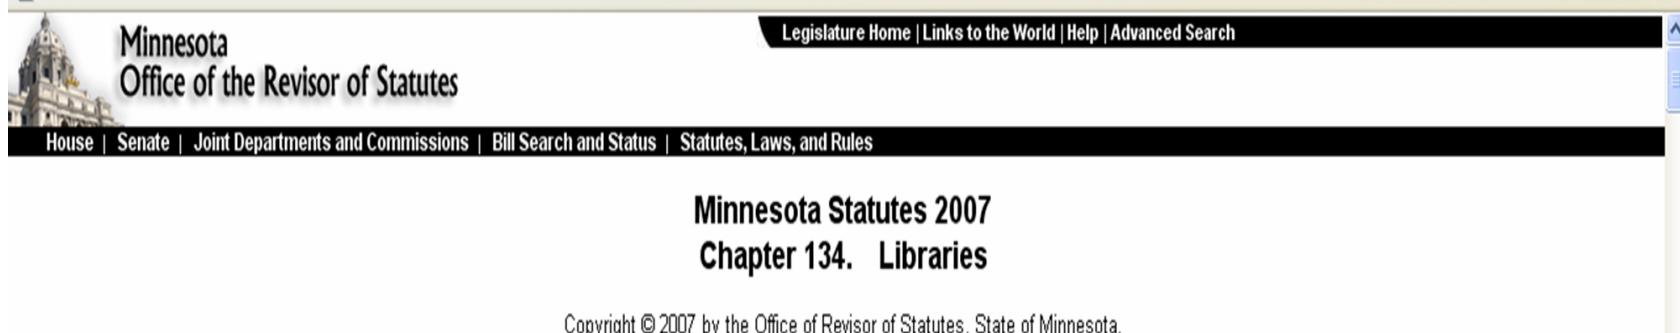 Legislature Home | Links to the World | Help | Advanced Search
Minnesota
Office of the Revisor of Statutes
House | Senate | Joint Departments and Commissions | Bill Search and Status | Statutes, Laws, and Rules
Minnesota Statutes 2007
Chapter 134. Libraries
Copyright © 2007 by the Office of Revisor of Statutes, State of Minnesota.